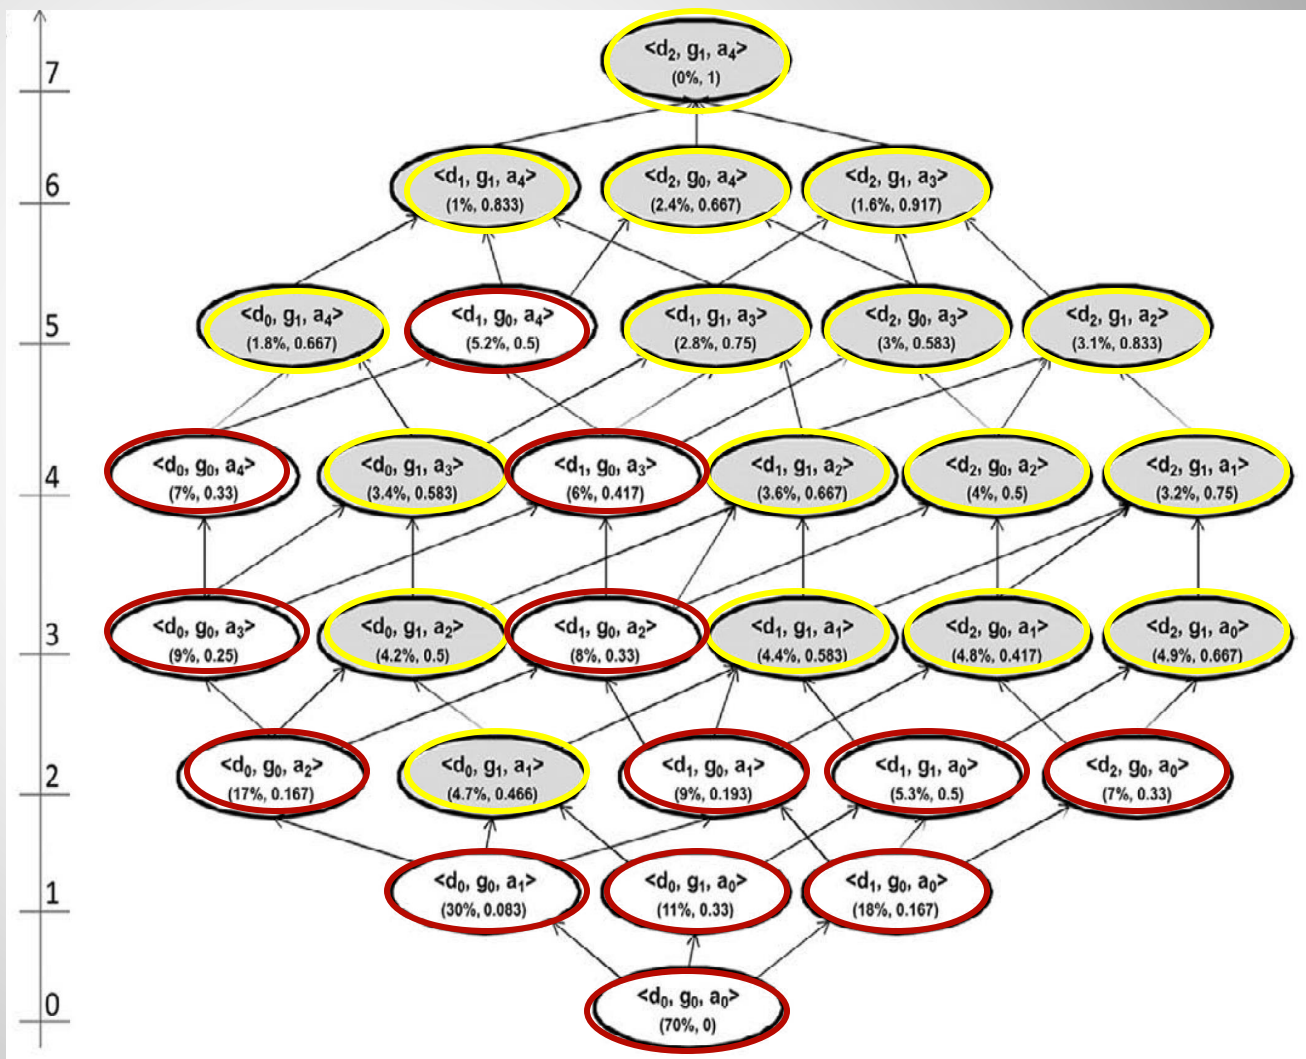 7
<d₂, g₁, a₄>
(0%, 1)
6
<d₁, g₁, a₄>
(1%, 0.833)
<d₂, g₀, a₄>
(2.4%, 0.667)
<d₂, g₁, a₃>
(1.6%, 0.917)
5
<d₀, g₁, a₄>
(1.8%, 0.667)
<d₁, g₀, a₄>
(5.2%, 0.5)
<d₁, g₁, a₃>
(2.8%, 0.75)
<d₂, g₀, a₃>
(3%, 0.583)
<d₂, g₁, a₂>
(3.1%, 0.833)
4
<d₀, g₀, a₄>
(7%, 0.33)
<d₀, g₁, a₃>
(3.4%, 0.583)
<d₁, g₀, a₃>
(6%, 0.417)
<d₁, g₁, a₂>
(3.6%, 0.667)
<d₂, g₀, a₂>
(4%, 0.5)
<d₂, g₁, a₁>
(3.2%, 0.75)
3
<d₀, g₀, a₃>
(9%, 0.25)
<d₀, g₁, a₂>
(4.2%, 0.5)
<d₁, g₀, a₂>
(8%, 0.33)
<d₁, g₁, a₁>
(4.4%, 0.583)
<d₂, g₀, a₁>
(4.8%, 0.417)
<d₂, g₁, a₀>
(4.9%, 0.667)
2
<d₀, g₀, a₂>
(17%, 0.167)
<d₀, g₁, a₁>
(4.7%, 0.466)
<d₁, g₀, a₁>
(9%, 0.193)
<d₁, g₁, a₀>
(5.3%, 0.5)
<d₂, g₀, a₀>
(7%, 0.33)
1
<d₀, g₀, a₁>
(30%, 0.083)
<d₀, g₁, a₀>
(11%, 0.33)
<d₁, g₀, a₀>
(18%, 0.167)
0
<d₀, g₀, a₀>
(70%, 0)